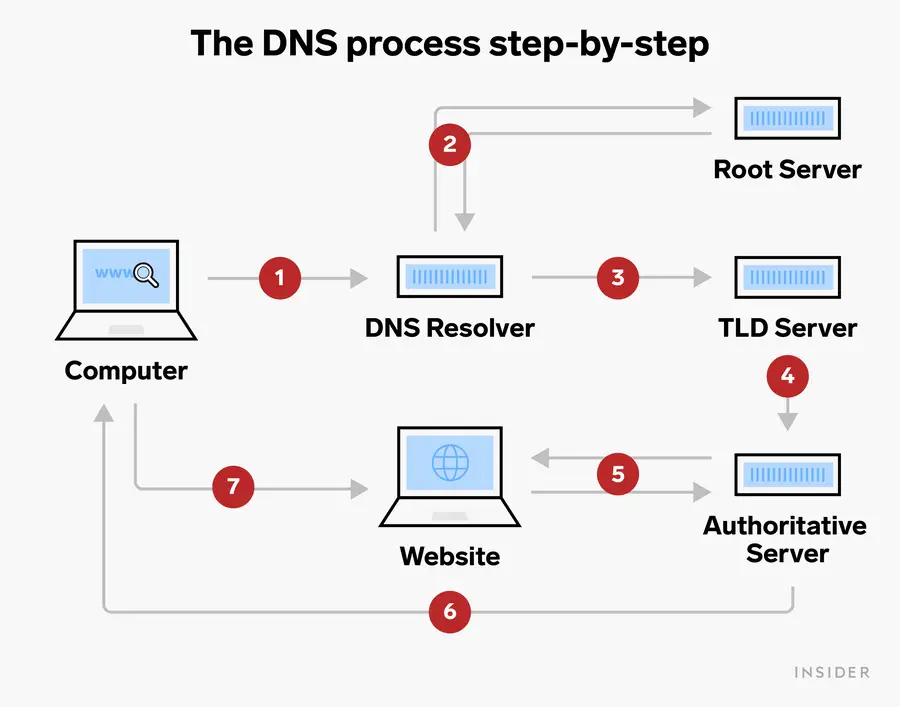 The DNS process step-by-step
2
Root Server
www
1
DNS Resolver
3
TLD Server
Computer
4
7
Website
5
Authoritative
Server
6
INSIDER